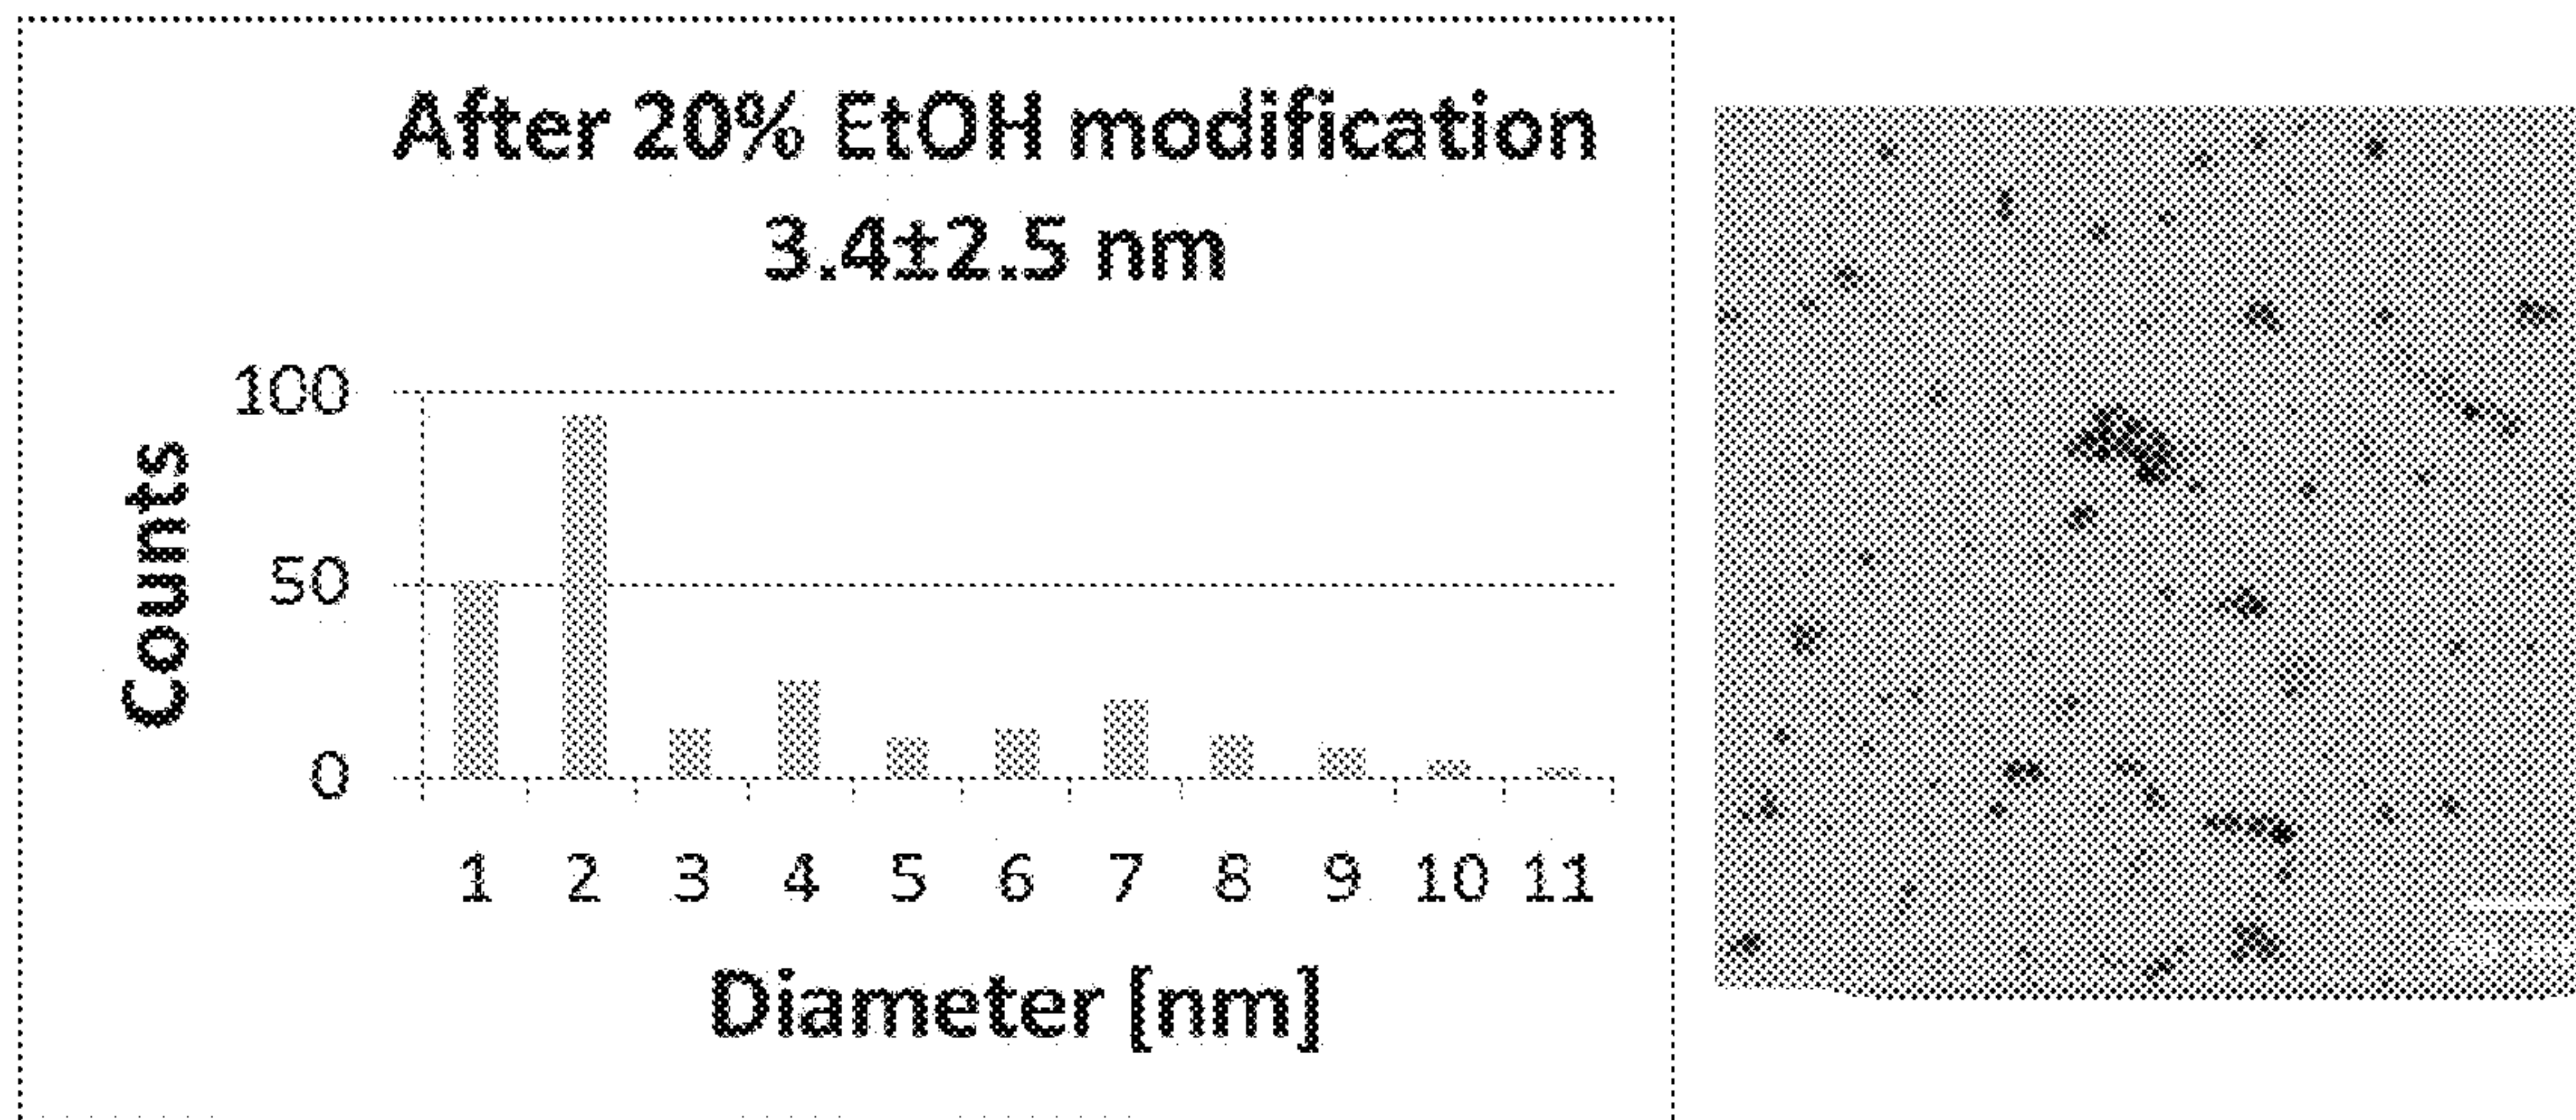 After 20% EtOH modification
3.4±2.5 nm
100
50
0
Counts
1 2 3 4 5 6 7 8 9 10 11
Diameter [nm]